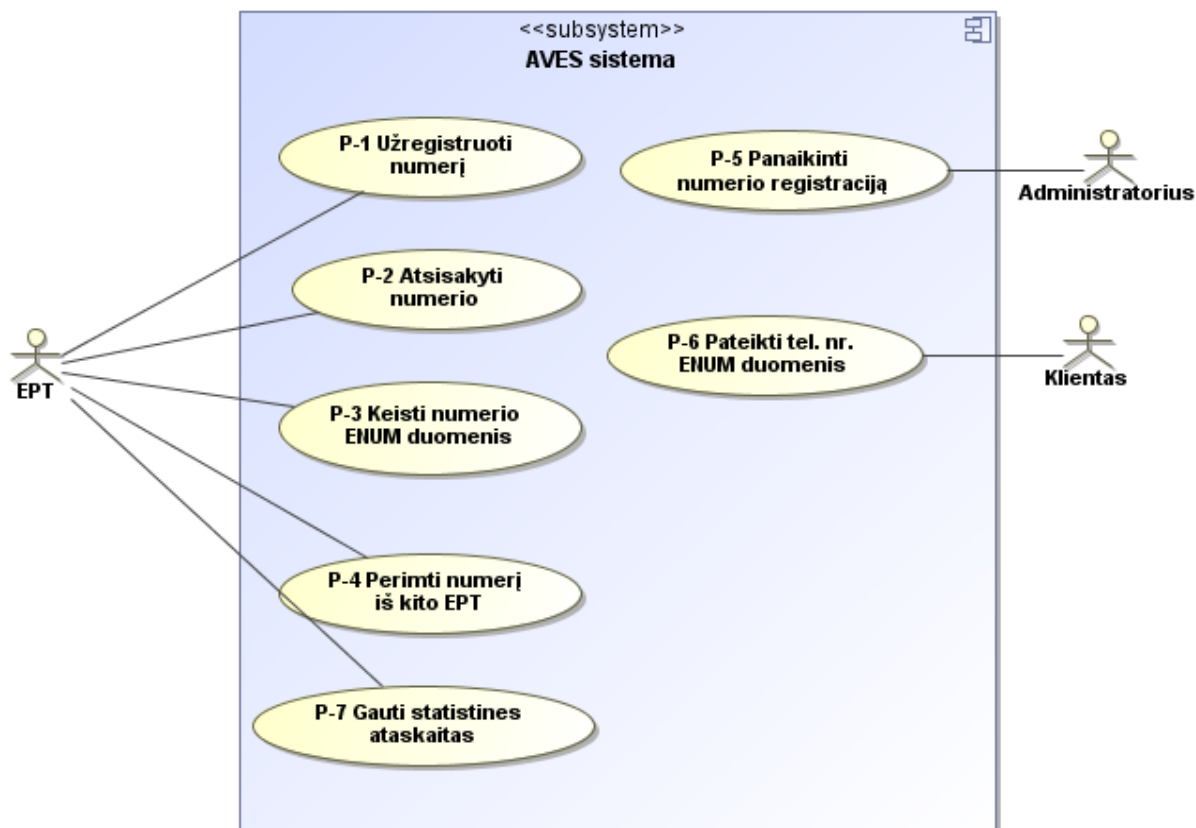 <<subsystem>>
AVES sistema
P-1 Užregistruoti
numerį
P-2 Atsisakyti
numerio
P-3 Keisti numerio
ENUM duomenis
P-4 Perimti numerį
iš kito EPT
P-7 Gauti statistines
ataskaitas
P-5 Panaikinti
numerio registraciją
P-6 Pateikti tel. nr.
ENUM duomenis
EPT
Administratorius
Klientas